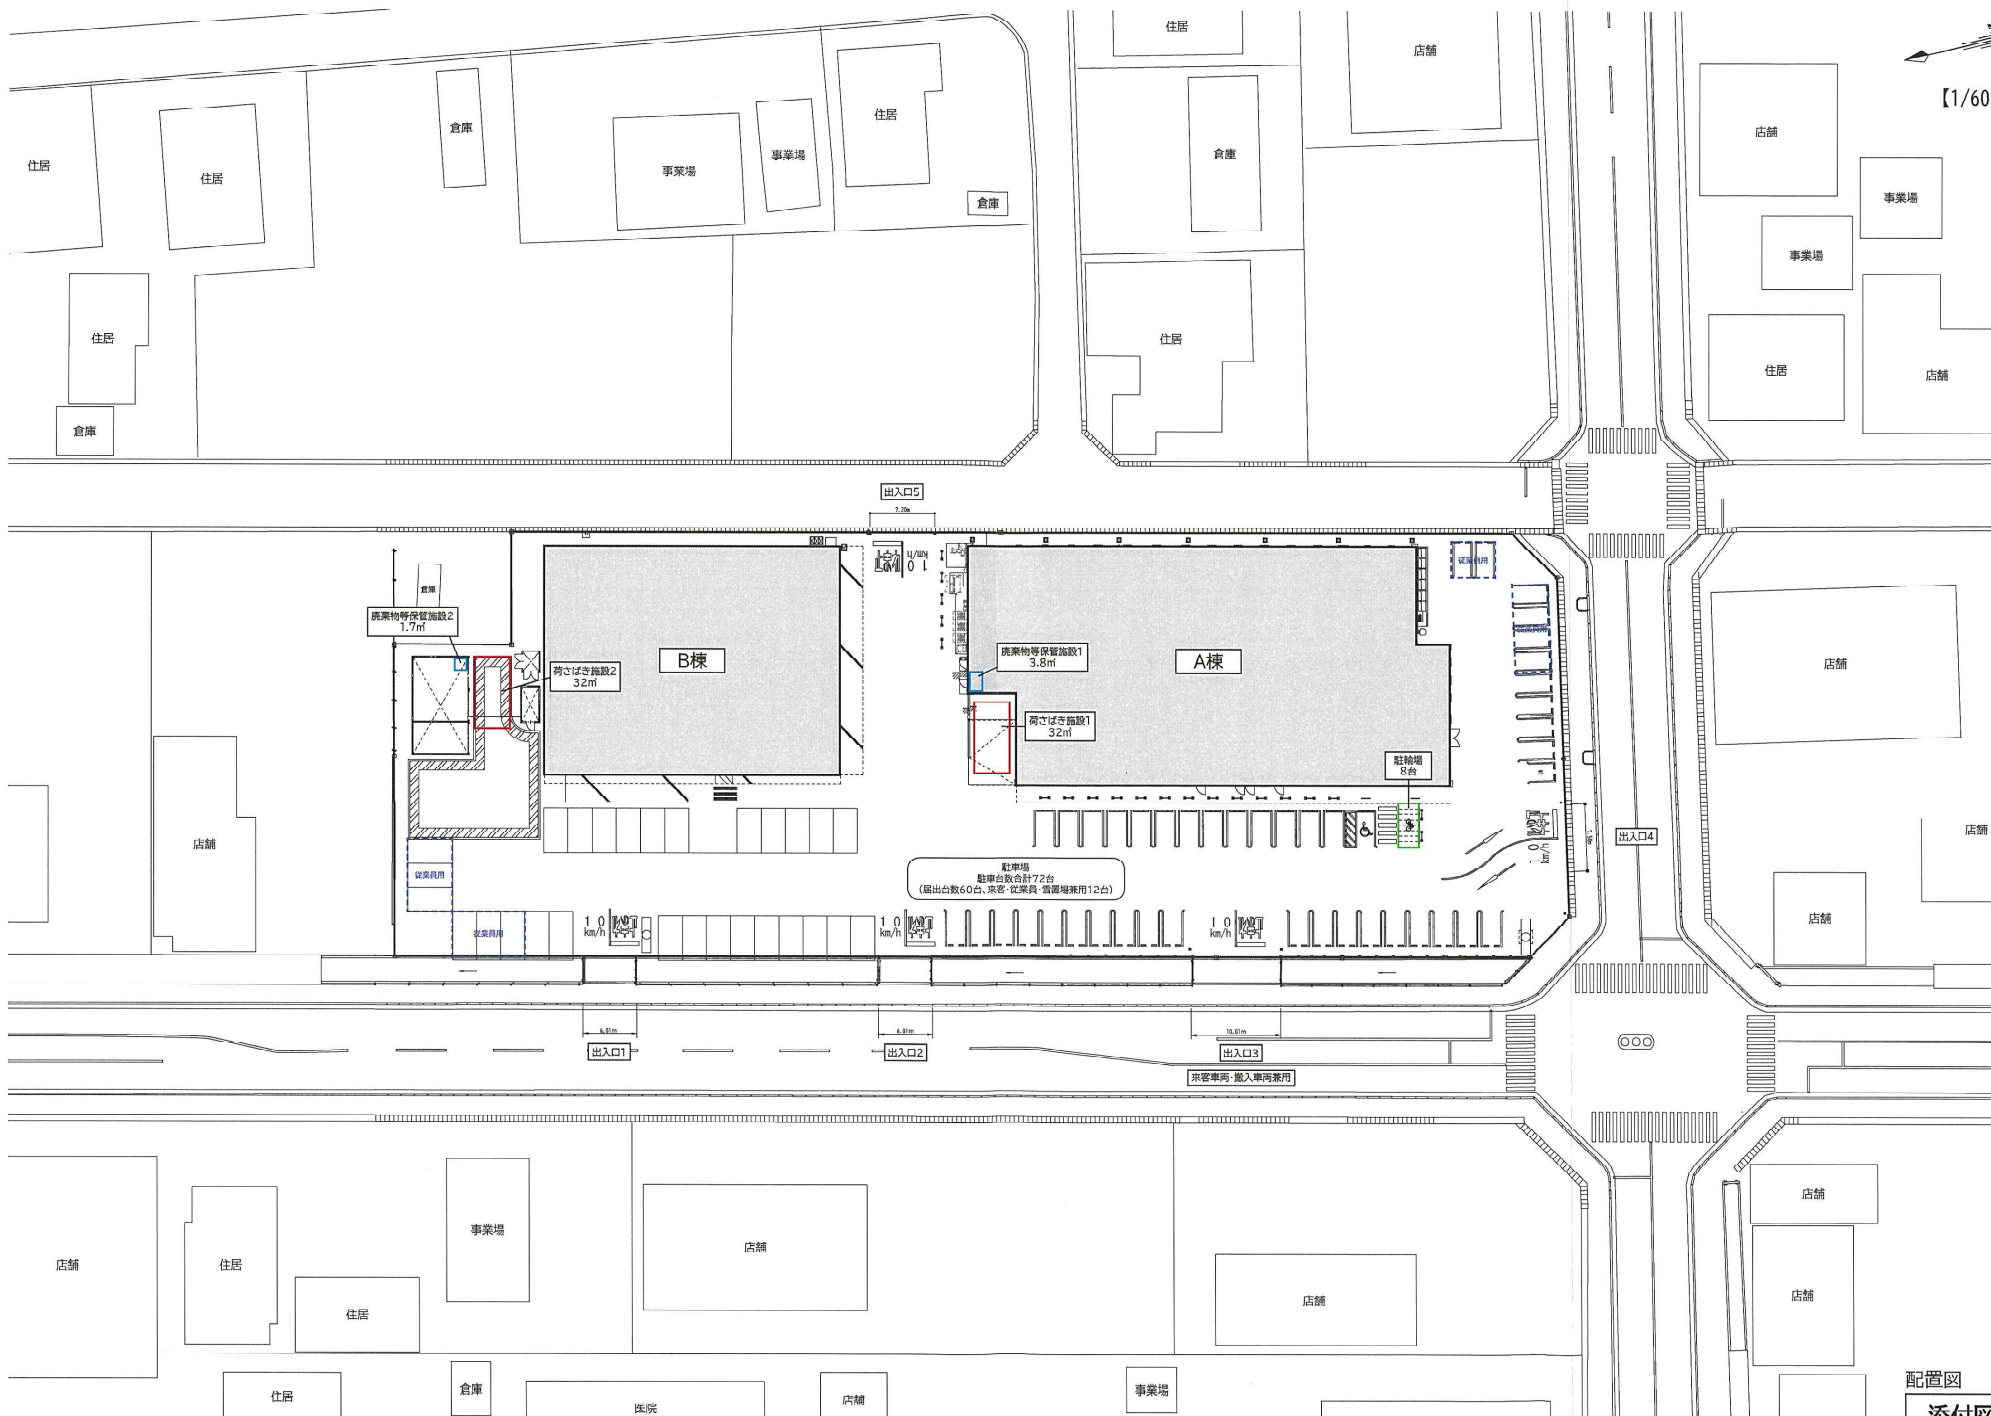 住居
店舗
【1/60
住居
倉庫
事業場
事業場
住居
倉庫
倉庫
店舗
事業場
事業場
住居
住居
住居
倉庫
住居
住居
店舗
出入口5
7.20m
10
km/h
倉庫
廃棄物等保管施設2
1.7㎡
荷さばき施設2
32㎡
B棟
廃棄物等保管施設1
3.8㎡
荷さばき施設1
32㎡
A棟
従業員用
従業員用
駐輪場
8台
店舗
店舗
出入口4
10
km/h
店舗
店舗
駐車場
駐車台数合計72台
(届出台数60台、来客・従業員・雪置場兼用12台)
従業員用
従業員用
10
km/h
10
km/h
10
km/h
6.01m
6.01m
10.01m
出入口1
出入口2
出入口3
来客車両・搬入車両兼用
店舗
住居
住居
事業場
店舗
店舗
店舗
店舗
住居
倉庫
医院
店舗
事業場
配置図
添付図